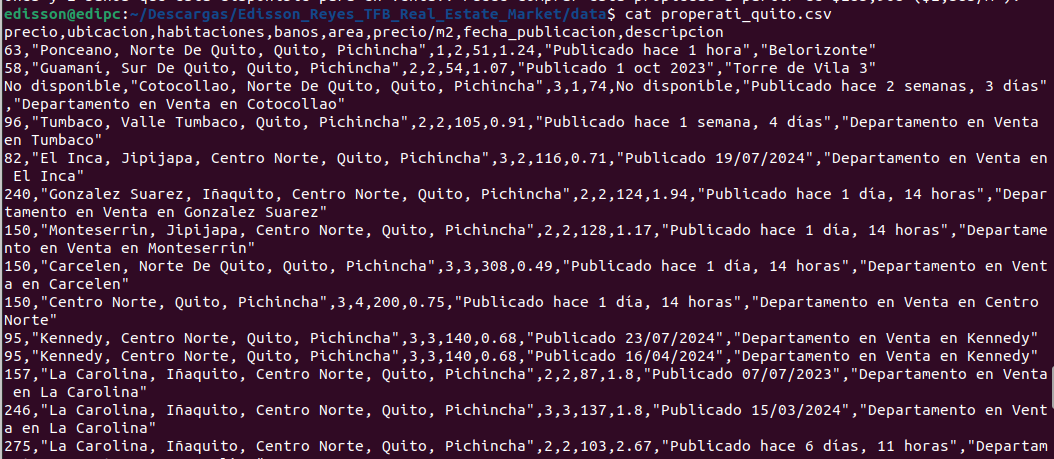 edisson@edipc:~/Descargas/Edisson_Reyes_TFB_Real_Estate_Market/data$ cat properati_quito.csv
precio,ubicacion,habitaciones,banos,area,precio/m2,fecha_publicacion,descripcion
63,"Ponceano, Norte De Quito, Quito, Pichincha",1,2,51,1.24,"Publicado hace 1 hora","Belorizonte"
58,"Guamaní, Sur De Quito, Quito, Pichincha",2,2,54,1.07,"Publicado 1 oct 2023","Torre de Vila 3"
No disponible,"Cotocollao, Norte De Quito, Quito, Pichincha",3,1,74,No disponible,"Publicado hace 2 semanas, 3 días"
,"Departamento en Venta en Cotocollao"
96,"Tumbaco, Valle Tumbaco, Quito, Pichincha",2,2,105,0.91,"Publicado hace 1 semana, 4 días","Departamento en Venta
en Tumbaco"
82,"El Inca, Jipijapa, Centro Norte, Quito, Pichincha",3,2,116,0.71,"Publicado 19/07/2024","Departamento en Venta en
El Inca"
240,"Gonzalez Suarez, Iñaquito, Centro Norte, Quito, Pichincha",2,2,124,1.94,"Publicado hace 1 día, 14 horas","Depar
tamento en Venta en Gonzalez Suarez"
150,"Monteserrin, Jipijapa, Centro Norte, Quito, Pichincha",2,2,128,1.17,"Publicado hace 1 día, 14 horas","Departame
nto en Venta en Monteserrin"
150,"Carcelen, Norte De Quito, Quito, Pichincha",3,3,308,0.49,"Publicado hace 1 día, 14 horas","Departamento en Vent
a en Carcelen"
150,"Centro Norte, Quito, Pichincha",3,4,200,0.75,"Publicado hace 1 día, 14 horas","Departamento en Venta en Centro
Norte"
95,"Kennedy, Centro Norte, Quito, Pichincha",3,3,140,0.68,"Publicado 23/07/2024","Departamento en Venta en Kennedy"
95,"Kennedy, Centro Norte, Quito, Pichincha",3,3,140,0.68,"Publicado 16/04/2024","Departamento en Venta en Kennedy"
157,"La Carolina, Iñaquito, Centro Norte, Quito, Pichincha",2,2,87,1.8,"Publicado 07/07/2023","Departamento en Venta
en La Carolina"
246,"La Carolina, Iñaquito, Centro Norte, Quito, Pichincha",3,3,137,1.8,"Publicado 15/03/2024","Departamento en Vent
a en La Carolina"
275,"La Carolina, Iñaquito, Centro Norte, Quito, Pichincha",2,2,103,2.67,"Publicado hace 6 días, 11 horas","Departam